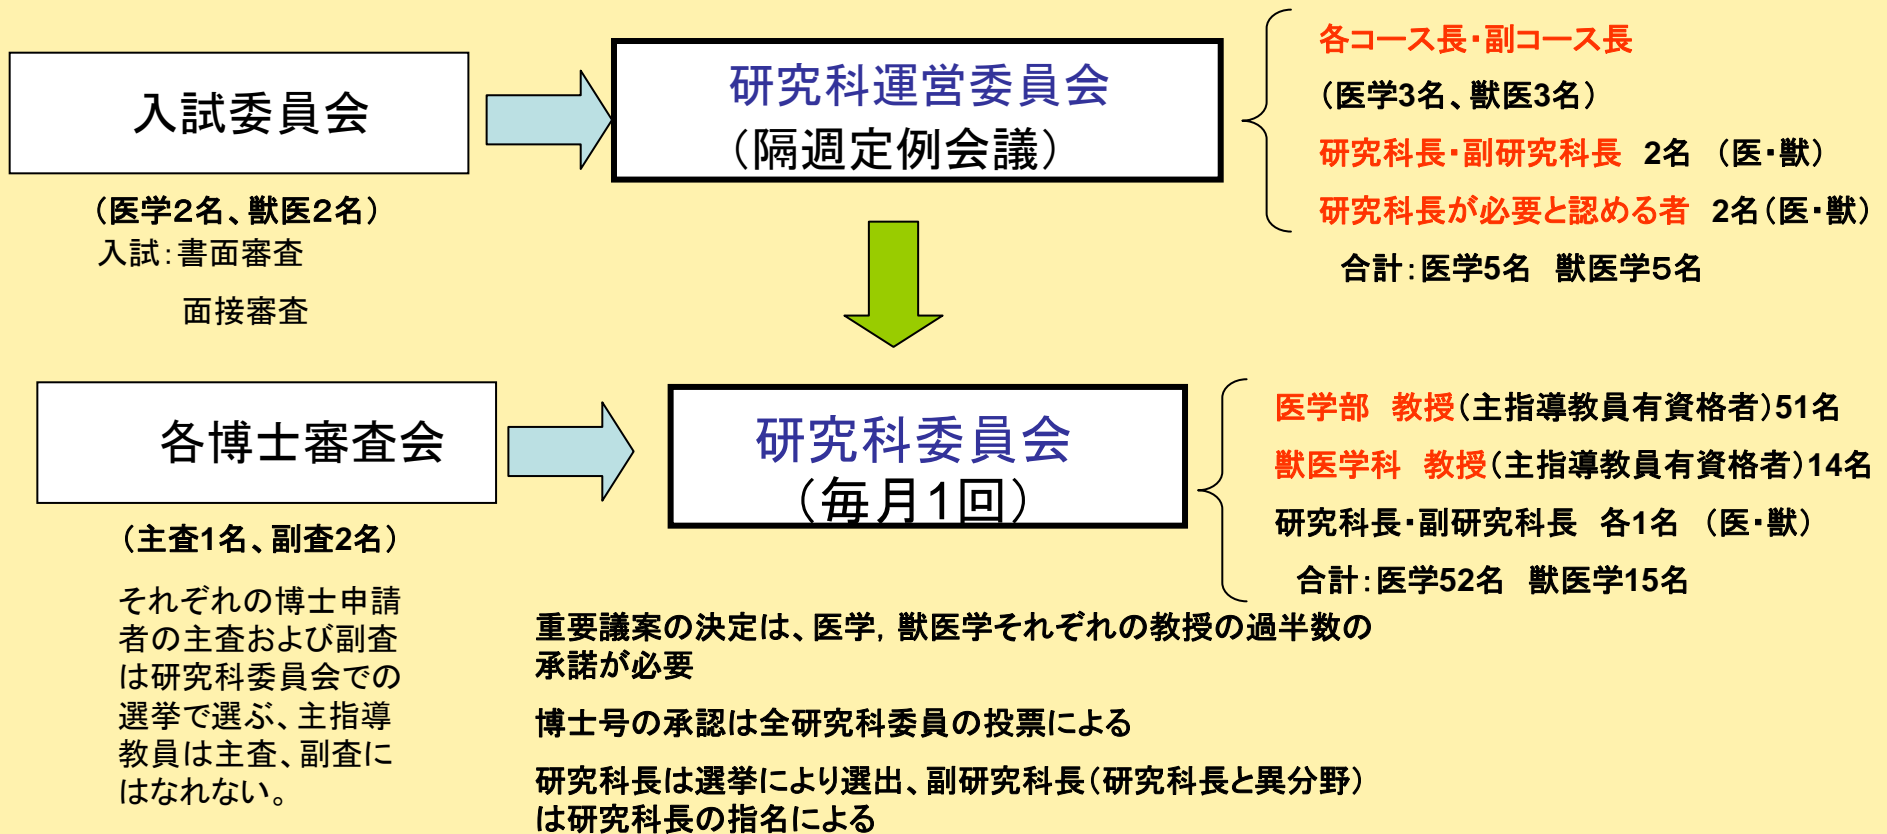 入試委員会
(医学2名、獣医2名)
入試:書面審査
面接審査
研究科運営委員会
(隔週定例会議)
各コース長・副コース長
(医学3名、獣医3名)
研究科長・副研究科長 2名 (医・獣)
研究科長が必要と認める者 2名(医・獣)
合計:医学5名 獣医学5名
各博士審査会
(主査1名、副査2名)
それぞれの博士申請
者の主査および副査
は研究科委員会での
選挙で選ぶ、主指導
教員は主査、副査に
はなれない。
研究科委員会
(毎月1回)
医学部 教授(主指導教員有資格者)51名
獣医学科 教授(主指導教員有資格者)14名
研究科長・副研究科長 各1名 (医・獣)
合計:医学52名 獣医学15名
重要議案の決定は、医学,獣医学それぞれの教授の過半数の
承諾が必要
博士号の承認は全研究科委員の投票による
研究科長は選挙により選出、副研究科長(研究科長と異分野)
は研究科長の指名による